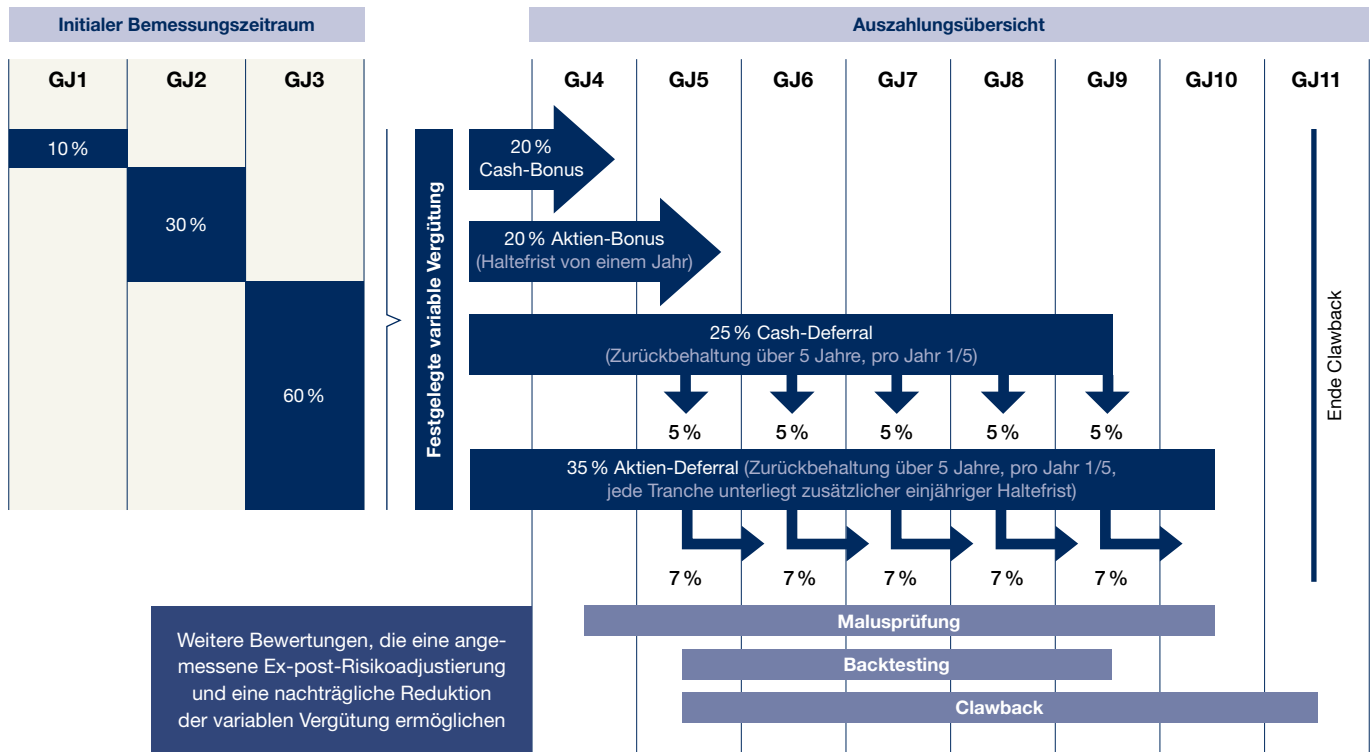 Initialer Bemessungszeitraum
Auszahlungsübersicht
GJ1 GJ2 GJ3 GJ4 GJ5 GJ6 GJ7 GJ8 GJ9 GJ10 GJ11
10 %
30 %
60 %
Festgelegte variable Vergütung
20 %
Cash-Bonus
20 % Aktien-Bonus
(Haltefrist von einem Jahr)
25 % Cash-Deferral
(Zurückbehaltung über 5 Jahre, pro Jahr 1/5)
5 % 5 % 5 % 5 % 5 %
35 % Aktien-Deferral (Zurückbehaltung über 5 Jahre, pro Jahr 1/5,
jede Tranche unterliegt zusätzlicher einjähriger Haltefrist)
7 % 7 % 7 % 7 % 7 %
Ende Clawback
Malusprüfung
Backtesting
Clawback
Weitere Bewertungen, die eine ange-
messene Ex-post-Risikoadjustierung
und eine nachträgliche Reduktion
der variablen Vergütung ermöglichen